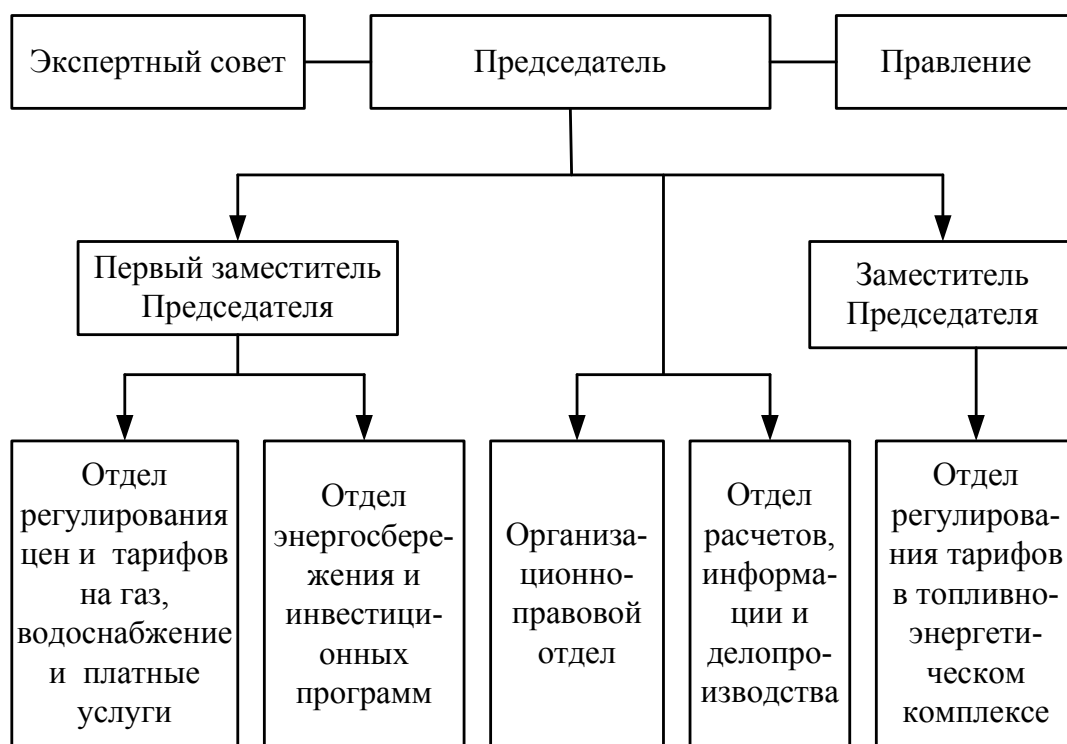 Экспертный совет
Председатель
Правление
Первый заместитель
Председателя
Заместитель
Председателя
Отдел
регулирования
цен и тарифов
на газ,
водоснабжение
и платные
услуги
Отдел
энергосбере-
жения и
инвестици-
онных
программ
Организа-
ционно-
правовой
отдел
Отдел
расчетов,
информа-
ции и
делопро-
изводства
Отдел
регулирова-
ния тарифов
в топливно-
энергети-
ческом
комплексе